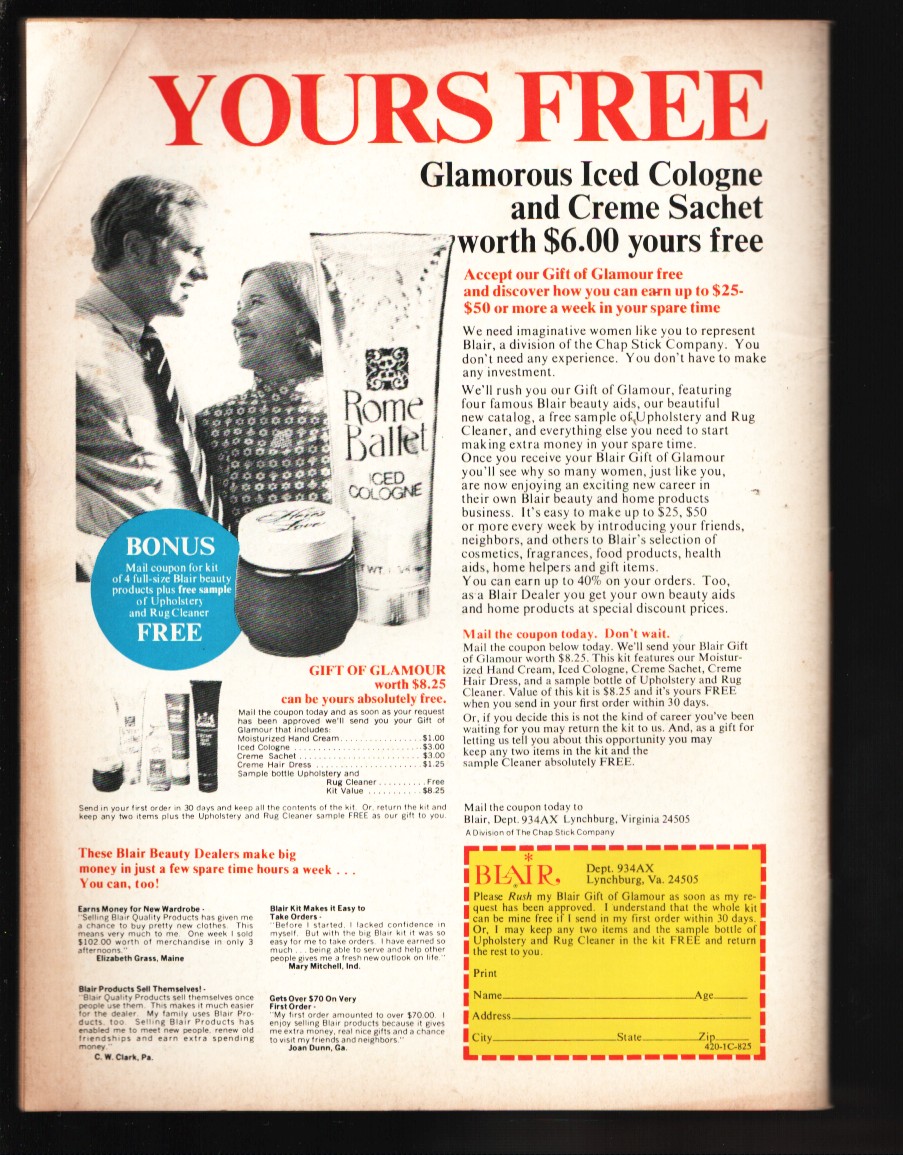 YOURS FREE
Glamorous Iced Cologne
and Creme Sachet
worth $6.00 yours free
Accept our Gift of Glamour free
and discover how you can earn up to $25-
$50 or more a week in your spare time
We need imaginative women like you to represent
Blair, a division of the Chap Stick Company. You
don't need any experience. You don't have to make
any investment.
We'll rush you our Gift of Glamour, featuring
four famous Blair beauty aids, our beautiful
new catalog, a free sample of Upholstery and Rug
Cleaner, and everything else you need to start
making extra money in your spare time.
Once you receive your Blair Gift of Glamour
you'll see why so many women, just like you,
are now enjoying an exciting new career in
their own Blair beauty and home products
business. It's easy to make up to $25, $50
or more every week by introducing your friends,
neighbors, and others to Blair's selection of
cosmetics, fragrances, food products, health
aids, home helpers and gift items.
You can earn up to 40% on your orders. Too,
as a Blair Dealer you get your own beauty aids
and home products at special discount prices.
Mail the coupon today. Don't wait.
Mail the coupon below today. We'll send your Blair Gift
of Glamour worth $8.25. This kit features our Moistur-
ized Hand Cream, Iced Cologne, Creme Sachet, Creme
Hair Dress, and a sample bottle of Upholstery and Rug
Cleaner. Value of this kit is $8.25 and it's yours FREE
when you send in your first order within 30 days.
Or, if you decide this is not the kind of career you've been
waiting for you may return the kit to us. And, as a gift for
letting us tell you about this opportunity you may
keep any two items in the kit and the
sample Cleaner absolutely FREE.
Rome
Ballet
ICED
COLOGNE
BONUS
Mail coupon for kit
of 4 full-size Blair beauty
products plus free sample
of Upholstery
and Rug Cleaner
FREE
GIFT OF GLAMOUR
worth $8.25
can be yours absolutely free.
Mail the coupon today and as soon as your request
has been approved we'll send you your Gift of
Glamour that includes:
Moisturized Hand Cream................$1.00
Iced Cologne........................$3.00
Creme Sachet........................$3.00
Creme Hair Dress....................$1.25
Sample bottle Upholstery and
Rug Cleaner..........Free
Kit Value...........$8.25
Send in your first order in 30 days and keep all the contents of the kit. Or, return the kit and
keep any two items plus the Upholstery and Rug Cleaner sample FREE as our gift to you.
These Blair Beauty Dealers make big
money in just a few spare time hours a week . . .
You can, too!
Earns Money for New Wardrobe -
"Selling Blair Quality Products has given me
a chance to buy pretty new clothes. This
means very much to me. One week I sold
$102.00 worth of merchandise in only 3
afternoons."
Elizabeth Grass, Maine
Blair Products Sell Themselves! -
"Blair Quality Products sell themselves once
people use them. This makes it much easier
for the dealer. My family uses Blair Pro-
ducts, too. Selling Blair Products has
enabled me to meet new people, renew old
friendships and earn extra spending
money."
C. W. Clark, Pa.
Blair Kit Makes it Easy to
Take Orders -
"Before I started, I lacked confidence in
myself. But with the big Blair kit it was so
easy for me to take orders. I have earned so
much . . . being able to serve and help other
people gives me a fresh new outlook on life."
Mary Mitchell, Ind.
Gets Over $70 On Very
First Order -
"My first order amounted to over $70.00. I
enjoy selling Blair products because it gives
me extra money, real nice gifts and a chance
to visit my friends and neighbors."
Joan Dunn, Ga.
Mail the coupon today to
Blair, Dept. 934AX Lynchburg, Virginia 24505
A Division of The Chap Stick Company
BLAIR.
Dept. 934AX
Lynchburg, Va. 24505
Please Rush my Blair Gift of Glamour as soon as my re-
quest has been approved. I understand that the whole kit
can be mine free if I send in my first order within 30 days.
Or, I may keep any two items and the sample bottle of
Upholstery and Rug Cleaner in the kit FREE and return
the rest to you.
Print
Name Age
Address
City State Zip
420-1C-825